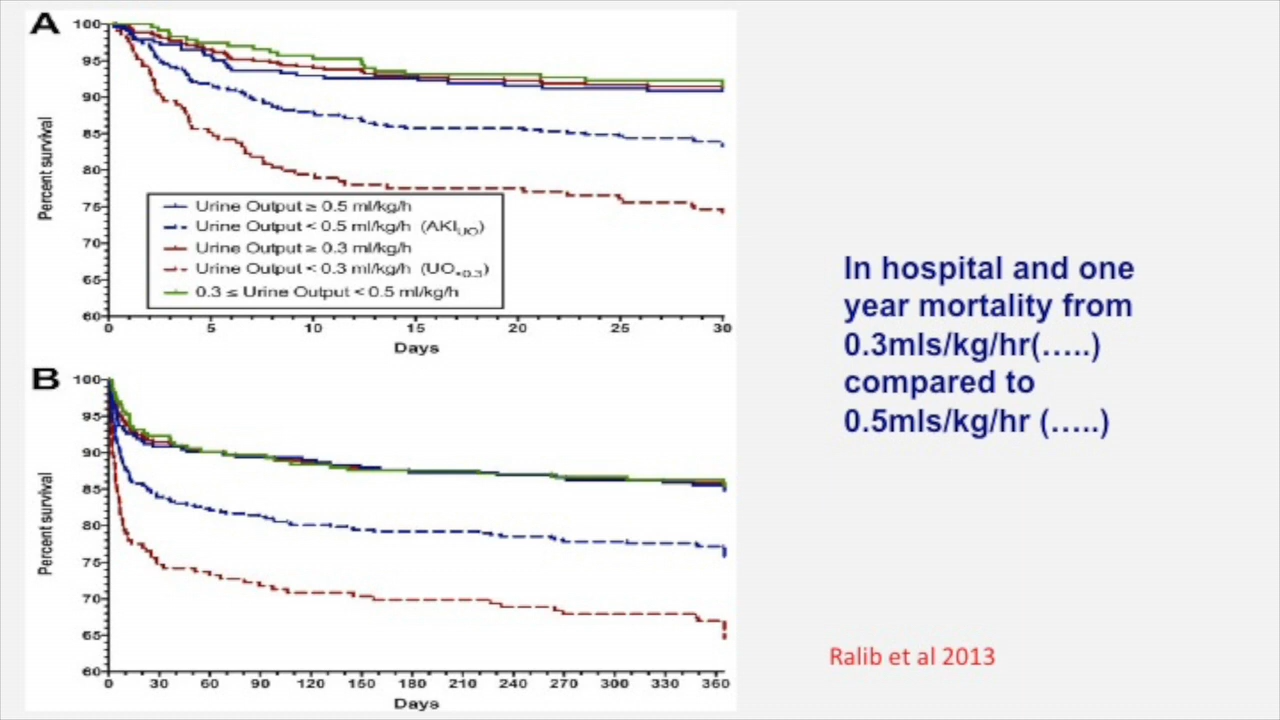 A
100
95
90
85
80
75
70
65
60
Percent survival
Urine Output ≥ 0.5 ml/kg/h
Urine Output < 0.5 ml/kg/h (AKIUO)
Urine Output ≥ 0.3 ml/kg/h
Urine Output < 0.3 ml/kg/h (UO<0.3)
0.3 ≤ Urine Output < 0.5 ml/kg/h
0 5 10 15 20 25 30
Days
B
100
95
90
85
80
75
70
65
60
Percent survival
0 30 60 90 120 150 180 210 240 270 300 330 360
Days
In hospital and one
year mortality from
0.3mls/kg/hr(…..)
compared to
0.5mls/kg/hr (…..)
Ralib et al 2013